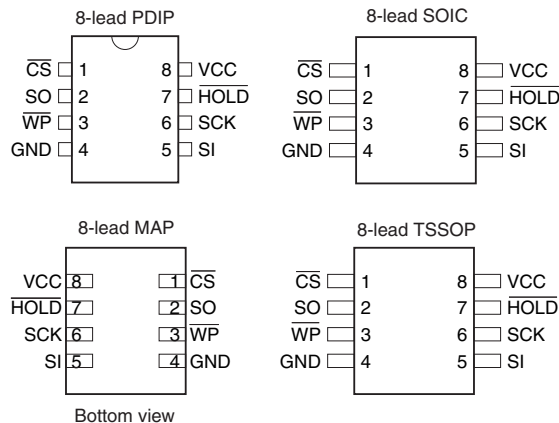 8-lead PDIP
CS 1 8 VCC
SO 2 7 HOLD
WP 3 6 SCK
GND 4 5 SI
8-lead SOIC
CS 1 8 VCC
SO 2 7 HOLD
WP 3 6 SCK
GND 4 5 SI
8-lead MAP
VCC 8 1 CS
HOLD 7 2 SO
SCK 6 3 WP
SI 5 4 GND
Bottom view
8-lead TSSOP
CS 1 8 VCC
SO 2 7 HOLD
WP 3 6 SCK
GND 4 5 SI